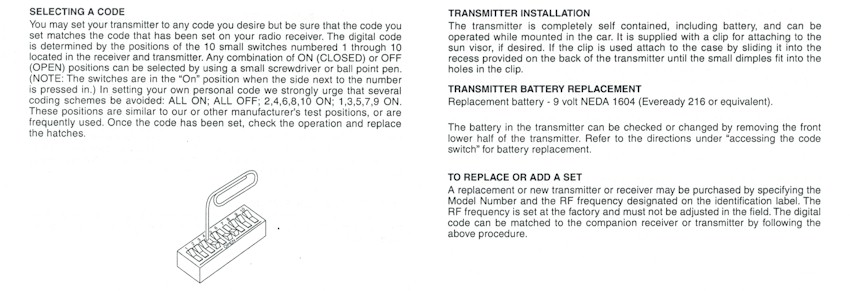 SELECTING A CODE
You may set your transmitter to any code you desire but be sure that the code you
set matches the code that has been set on your radio receiver. The digital code
is determined by the positions of the 10 small switches numbered 1 through 10
located in the receiver and transmitter. Any combination of ON (CLOSED) or OFF
(OPEN) positions can be selected by using a small screwdriver or ball point pen.
(NOTE: The switches are in the “On” position when the side next to the number
is pressed in.) In setting your own personal code we strongly urge that several
coding schemes be avoided: ALL ON; ALL OFF; 2,4,6,8,10 ON; 1,3,5,7,9 ON.
These positions are similar to our or other manufacturer's test positions, or are
frequently used. Once the code has been set, check the operation and replace
the hatches.
TRANSMITTER INSTALLATION
The transmitter is completely self contained, including battery, and can be
operated while mounted in the car. It is supplied with a clip for attaching to the
sun visor, if desired. If the clip is used attach to the case by sliding it into the
recess provided on the back of the transmitter until the small dimples fit into the
holes in the clip.
TRANSMITTER BATTERY REPLACEMENT
Replacement battery - 9 volt NEDA 1604 (Eveready 216 or equivalent).
The battery in the transmitter can be checked or changed by removing the front
lower half of the transmitter. Refer to the directions under “accessing the code
switch” for battery replacement.
TO REPLACE OR ADD A SET
A replacement or new transmitter or receiver may be purchased by specifying the
Model Number and the RF frequency designated on the identification label. The
RF frequency is set at the factory and must not be adjusted in the field. The digital
code can be matched to the companion receiver or transmitter by following the
above procedure.